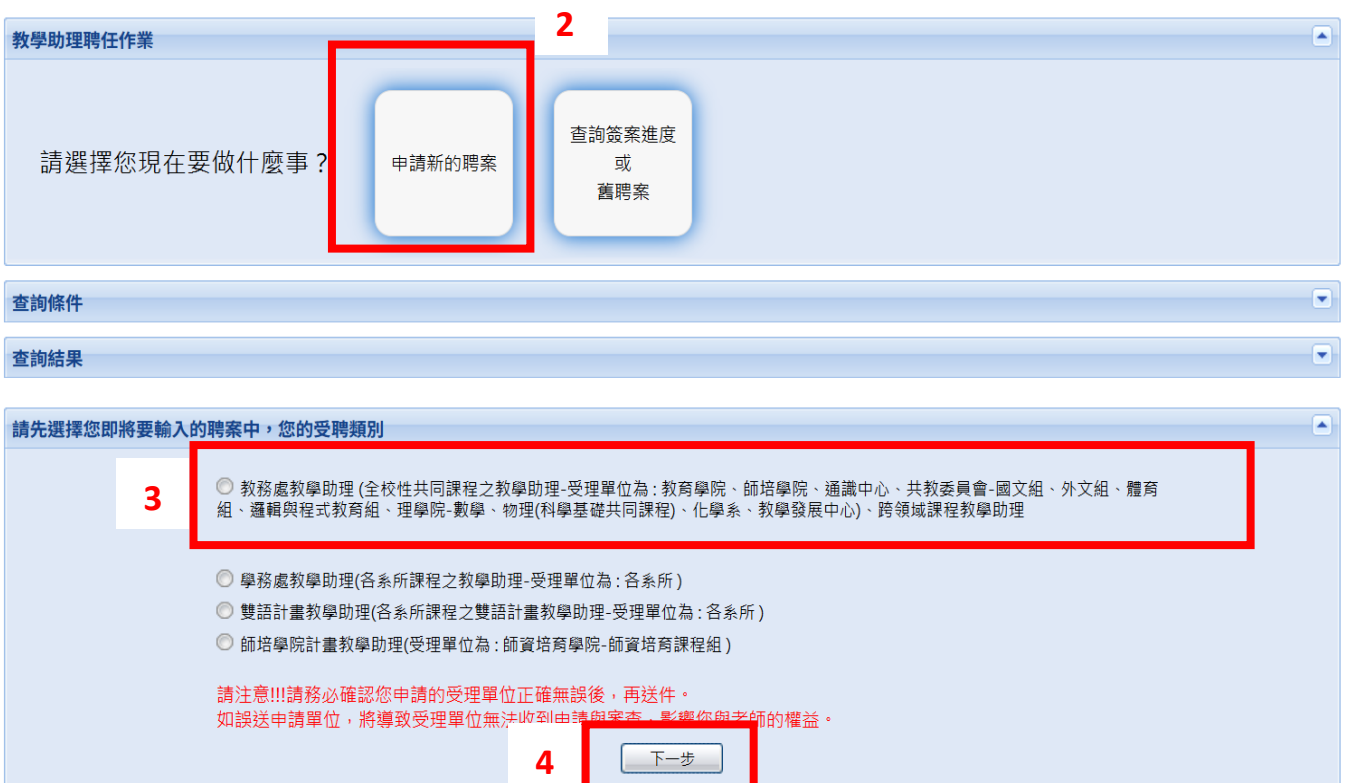 2
教學助理聘任作業
請選擇您現在要做什麼事？
申請新的聘案
查詢簽案進度
或
舊聘案
查詢條件
查詢結果
請先選擇您即將要輸入的聘案中，您的受聘類別
3
教務處教學助理 (全校性共同課程之教學助理-受理單位為：教育學院、師培學院、通識中心、共教委員會-國文組、外文組、體育
組、邏輯與程式教育組、理學院-數學、物理(科學基礎共同課程)、化學系、教學發展中心)、跨領域課程教學助理
學務處教學助理(各系所課程之教學助理-受理單位為：各系所)
雙語計畫教學助理(各系所課程之雙語計畫教學助理-受理單位為：各系所)
師培學院計畫教學助理(受理單位為：師資培育學院-師資培育課程組)
請注意!!!請務必確認您申請的受理單位正確無誤後，再送件。
如誤送申請單位，將導致受理單位無法收到申請與審查，影響您與老師的權益。
4
下一步